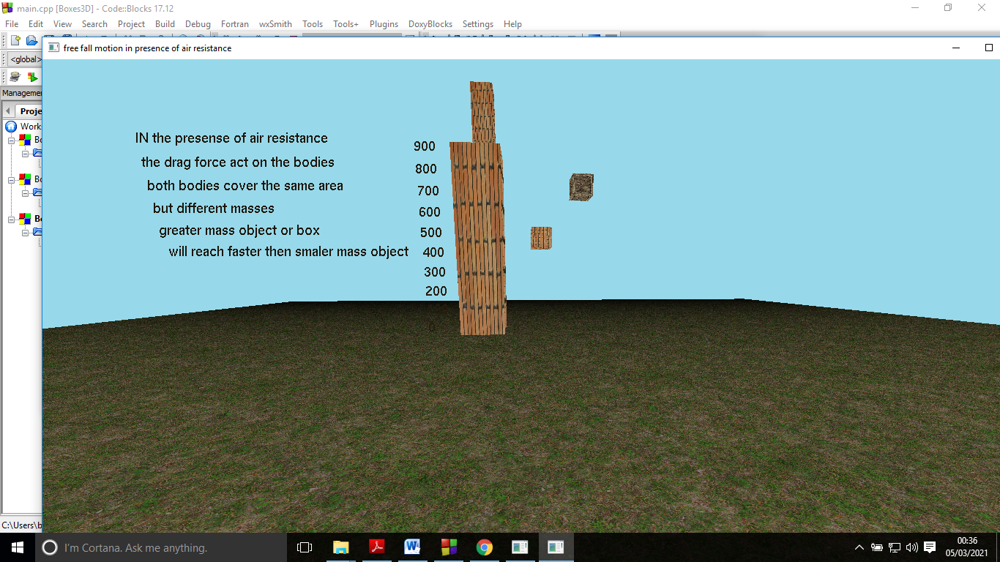 main.cpp [Boxes3D] - Code::Blocks 17.12
File Edit View Search Project Build Debug Fortran wxSmith Tools Tools+ Plugins DoxyBlocks Settings Help
free fall motion in presence of air resistance
<global>
Managemen
Proje
Works
Bo
Bo
Bo
IN the presense of air resistance
the drag force act on the bodies
both bodies cover the same area
but different masses
greater mass object or box
will reach faster then smaler mass object
900
800
700
600
500
400
300
200
0
C:\Users\b
I'm Cortana. Ask me anything.
00:36
05/03/2021